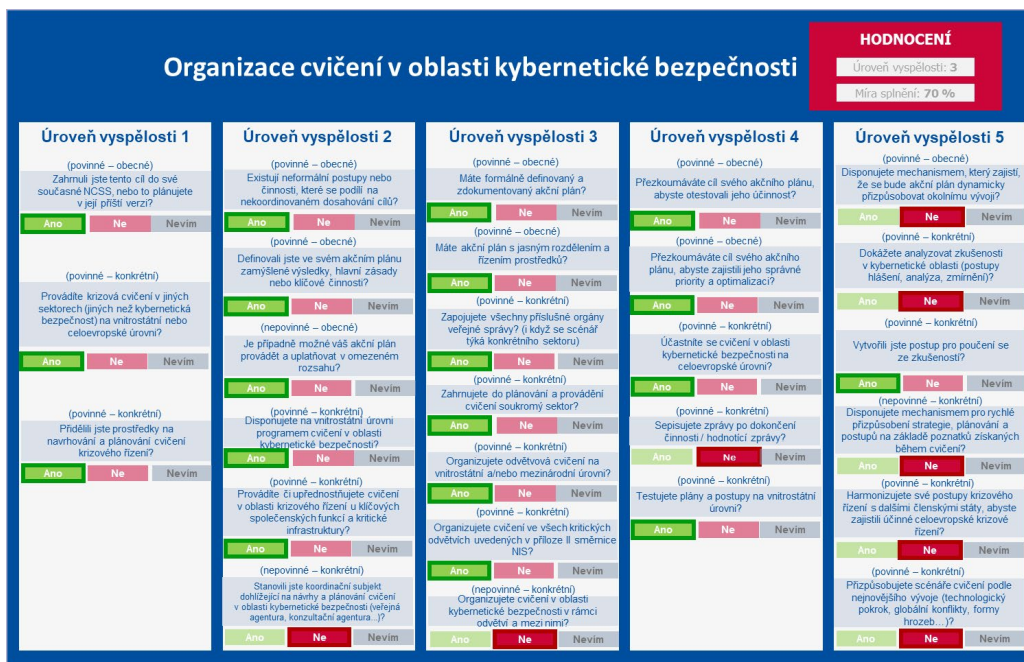 Organizace cvičení v oblasti kybernetické bezpečnosti
HODNOCENÍ
Úroveň vyspělosti: 3
Míra splnění: 70 %
Úroveň vyspělosti 1
(povinné – obecné)
Zahrnuli jste tento cíl do své
současné NCSS, nebo to plánujete
v její příští verzi?
Ano Ne Nevím
(povinné – konkrétní)
Provádíte krizová cvičení v jiných
sektorech (jiných než kybernetická
bezpečnost) na vnitrostátní nebo
celoevropské úrovni?
Ano Ne Nevím
(povinné – konkrétní)
Přidělili jste prostředky na
navrhování a plánování cvičení
krizového řízení?
Ano Ne Nevím
Úroveň vyspělosti 2
(povinné – obecné)
Existují neformální postupy nebo
činnosti, které se podílí na
nekoordinovaném dosahování cílů?
Ano Ne Nevím
(povinné – obecné)
Definovali jste ve svém akčním plánu
zamýšlené výsledky, hlavní zásady
nebo klíčové činnosti?
Ano Ne Nevím
(nepovinné – obecné)
Je případně možné váš akční plán
provádět a uplatňovat v omezeném
rozsahu?
Ano Ne Nevím
(povinné – konkrétní)
Disponujete na vnitrostátní úrovni
programem cvičení v oblasti
kybernetické bezpečnosti?
Ano Ne Nevím
(povinné – konkrétní)
Provádíte či upřednostňujete cvičení
v oblasti krizového řízení u klíčových
společenských funkcí a kritické
infrastruktury?
Ano Ne Nevím
(nepovinné – konkrétní)
Stanovili jste koordinační subjekt
dohlížející na návrhy a plánování cvičení
v oblasti kybernetické bezpečnosti (veřejná
agentura, konzultační agentura...)?
Ano Ne Nevím
Úroveň vyspělosti 3
(povinné – obecné)
Máte formálně definovaný a
zdokumentovaný akční plán?
Ano Ne Nevím
(povinné – obecné)
Máte akční plán s jasným rozdělením a
řízením prostředků?
Ano Ne Nevím
(povinné – konkrétní)
Zapojujete všechny příslušné orgány
veřejné správy? (i když se scénář
týká konkrétního sektoru)
Ano Ne Nevím
(povinné – konkrétní)
Zahrnujete do plánování a provádění
cvičení soukromý sektor?
Ano Ne Nevím
(povinné – konkrétní)
Organizujete odvětvová cvičení na
vnitrostátní a/nebo mezinárodní úrovni?
Ano Ne Nevím
(povinné – konkrétní)
Organizujete cvičení ve všech kritických
odvětvích uvedených v příloze II směrnice
NIS?
Ano Ne Nevím
(nepovinné – konkrétní)
Organizujete cvičení v oblasti
kybernetické bezpečnosti v rámci
odvětví a mezi nimi?
Ano Ne Nevím
Úroveň vyspělosti 4
(povinné – obecné)
Přezkoumáváte cíl svého akčního plánu,
abyste otestovali jeho účinnost?
Ano Ne Nevím
(povinné – obecné)
Přezkoumáváte cíl svého akčního
plánu, abyste zajistili jeho správné
priority a optimalizaci?
Ano Ne Nevím
(povinné – konkrétní)
Účastníte se cvičení v oblasti
kybernetické bezpečnosti na
celoevropské úrovni?
Ano Ne Nevím
(povinné – konkrétní)
Sepisujete zprávy po dokončení
činnosti / hodnotící zprávy?
Ano Ne Nevím
(povinné – konkrétní)
Testujete plány a postupy na vnitrostátní
úrovni?
Ano Ne Nevím
Úroveň vyspělosti 5
(povinné – obecné)
Disponujete mechanismem, který zajistí,
že se bude akční plán dynamicky
přizpůsobovat okolnímu vývoji?
Ano Ne Nevím
(povinné – konkrétní)
Dokážete analyzovat zkušenosti
v kybernetické oblasti (postupy
hlášení, analýza, zmírnění)?
Ano Ne Nevím
(povinné – konkrétní)
Vytvořili jste postup pro poučení se
ze zkušeností?
Ano Ne Nevím
(nepovinné – konkrétní)
Disponujete mechanismem pro rychlé
přizpůsobení strategie, plánování a
postupů na základě poznatků získaných
během cvičení?
Ano Ne Nevím
(povinné – konkrétní)
Harmonizujete své postupy krizového
řízení s dalšími členskými státy, abyste
zajistili účinné celoevropské krizové
řízení?
Ano Ne Nevím
(povinné – konkrétní)
Přizpůsobujete scénáře cvičení podle
nejnovějšího vývoje (technologický
pokrok, globální konflikty, formy
hrozeb…)?
Ano Ne Nevím